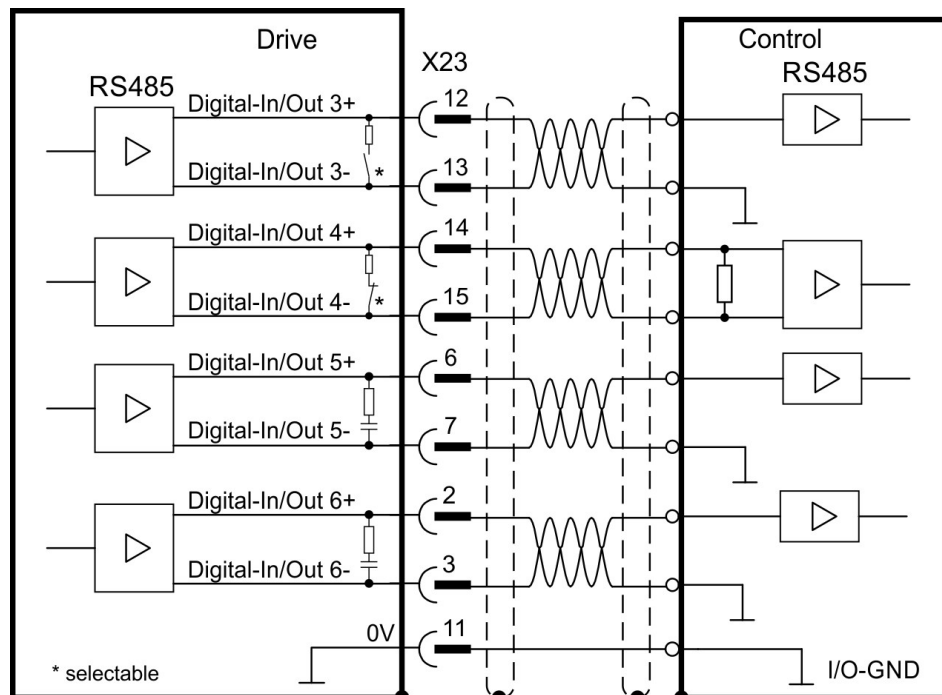 Drive
Control
X23
RS485
RS485
Digital-In/Out 3+
12
Digital-In/Out 3-
*
13
Digital-In/Out 4+
14
Digital-In/Out 4-
*
15
Digital-In/Out 5+
6
Digital-In/Out 5-
7
Digital-In/Out 6+
2
Digital-In/Out 6-
3
0V
11
* selectable
I/O-GND